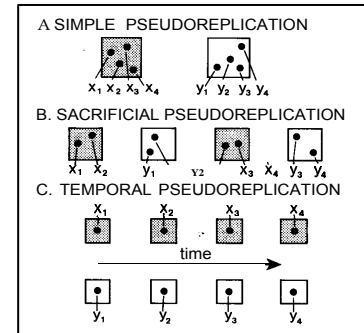 A SIMPLE PSEUDOREPLICATION
x1 x2 x3 x4 y1 y2 y3 y4
B. SACRIFICIAL PSEUDOREPLICATION
x1 x2 y1 Y2 x3 x4 y3 y4
C. TEMPORAL PSEUDOREPLICATION
x1 x2 x3 x4
time
y1 y2 y3 y4